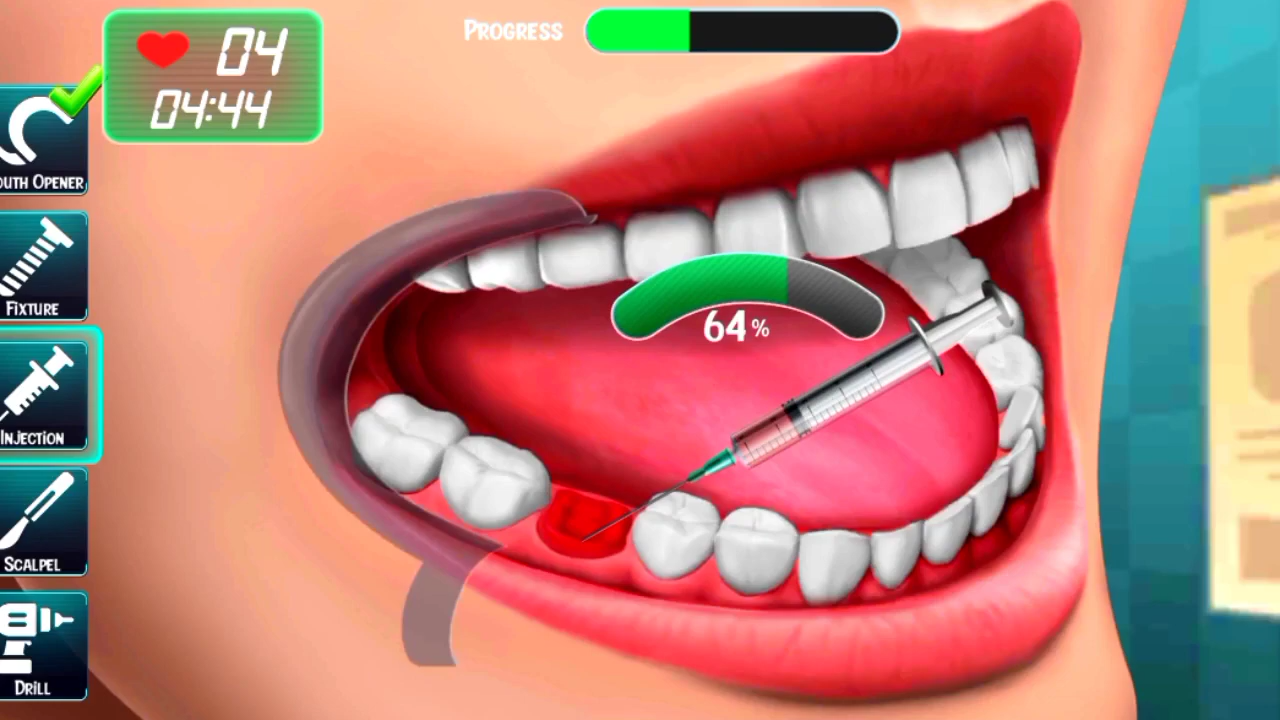 PROGRESS
04
04:44
OUTH OPENER
FIXTURE
64%
INJECTION
SCALPEL
DRILL